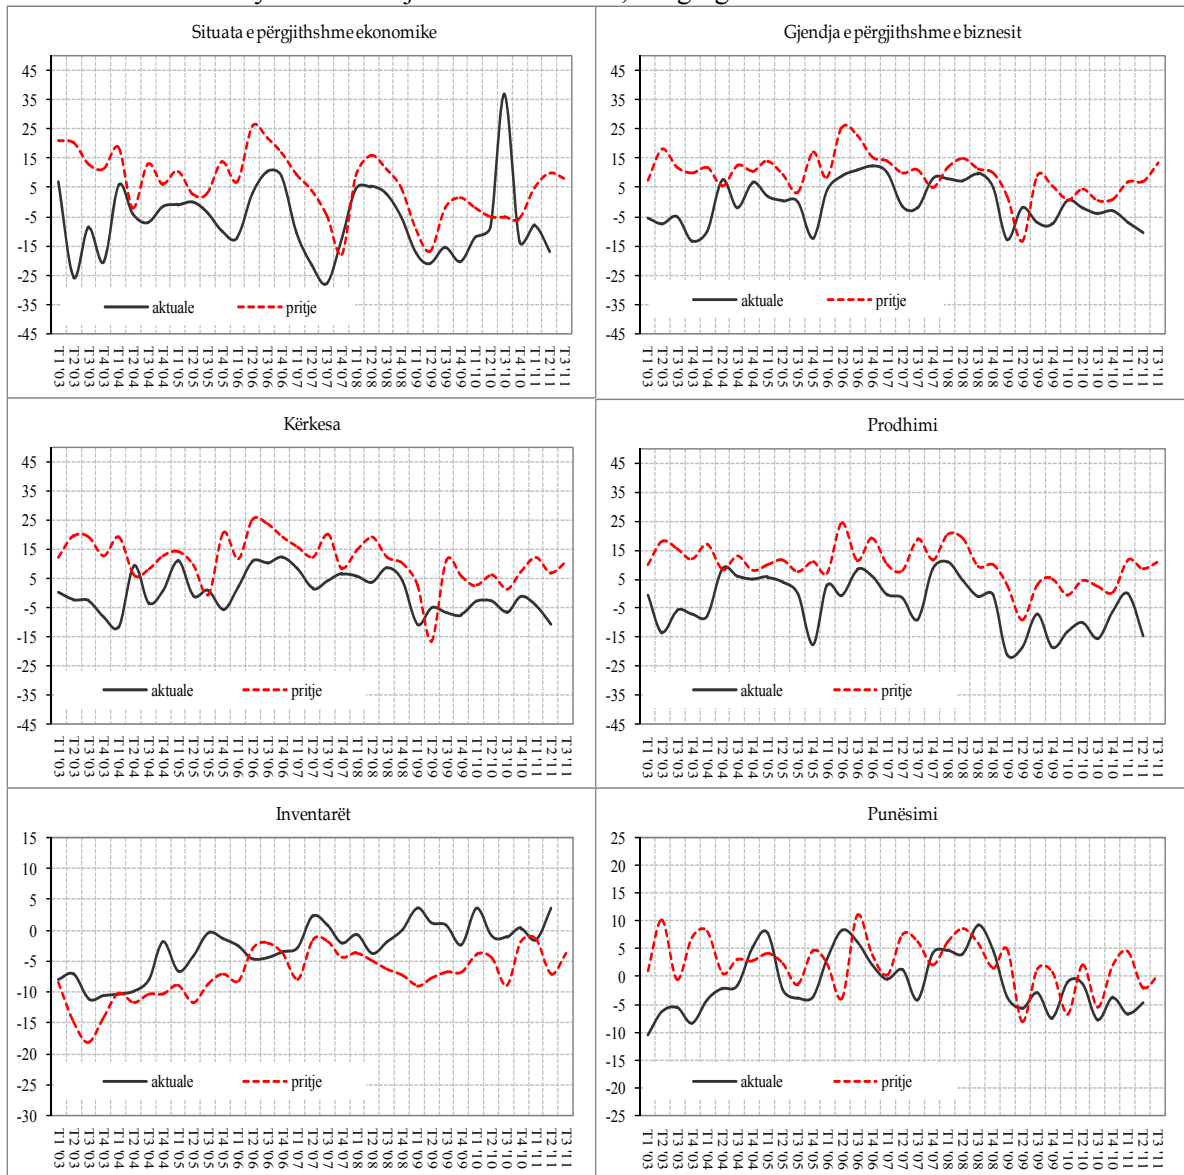 Situata e përgjithshme ekonomike
45
35
25
15
5
-5
-15
-25
-35
-45
aktuale
pritje
T1'03
T2'03
T3'03
T4'03
T1'04
T2'04
T3'04
T4'04
T1'05
T2'05
T3'05
T4'05
T1'06
T2'06
T3'06
T4'06
T1'07
T2'07
T3'07
T4'07
T1'08
T2'08
T3'08
T4'08
T1'09
T2'09
T3'09
T4'09
T1'10
T2'10
T3'10
T4'10
T1'11
T2'11
T3'11
Gjendja e përgjithshme e biznesit
45
35
25
15
5
-5
-15
-25
-35
-45
aktuale
pritje
T1'03
T2'03
T3'03
T4'03
T1'04
T2'04
T3'04
T4'04
T1'05
T2'05
T3'05
T4'05
T1'06
T2'06
T3'06
T4'06
T1'07
T2'07
T3'07
T4'07
T1'08
T2'08
T3'08
T4'08
T1'09
T2'09
T3'09
T4'09
T1'10
T2'10
T3'10
T4'10
T1'11
T2'11
T3'11
Kërkesa
45
35
25
15
5
-5
-15
-25
-35
-45
aktuale
pritje
T1'03
T2'03
T3'03
T4'03
T1'04
T2'04
T3'04
T4'04
T1'05
T2'05
T3'05
T4'05
T1'06
T2'06
T3'06
T4'06
T1'07
T2'07
T3'07
T4'07
T1'08
T2'08
T3'08
T4'08
T1'09
T2'09
T3'09
T4'09
T1'10
T2'10
T3'10
T4'10
T1'11
T2'11
T3'11
Prodhimi
45
35
25
15
5
-5
-15
-25
-35
-45
aktuale
pritje
T1'03
T2'03
T3'03
T4'03
T1'04
T2'04
T3'04
T4'04
T1'05
T2'05
T3'05
T4'05
T1'06
T2'06
T3'06
T4'06
T1'07
T2'07
T3'07
T4'07
T1'08
T2'08
T3'08
T4'08
T1'09
T2'09
T3'09
T4'09
T1'10
T2'10
T3'10
T4'10
T1'11
T2'11
T3'11
Inventarët
15
10
5
0
-5
-10
-15
-20
-25
-30
aktuale
pritje
T1'03
T2'03
T3'03
T4'03
T1'04
T2'04
T3'04
T4'04
T1'05
T2'05
T3'05
T4'05
T1'06
T2'06
T3'06
T4'06
T1'07
T2'07
T3'07
T4'07
T1'08
T2'08
T3'08
T4'08
T1'09
T2'09
T3'09
T4'09
T1'10
T2'10
T3'10
T4'10
T1'11
T2'11
T3'11
Punësimi
25
20
15
10
5
0
-5
-10
-15
-20
-25
aktuale
pritje
T1'03
T2'03
T3'03
T4'03
T1'04
T2'04
T3'04
T4'04
T1'05
T2'05
T3'05
T4'05
T1'06
T2'06
T3'06
T4'06
T1'07
T2'07
T3'07
T4'07
T1'08
T2'08
T3'08
T4'08
T1'09
T2'09
T3'09
T4'09
T1'10
T2'10
T3'10
T4'10
T1'11
T2'11
T3'11